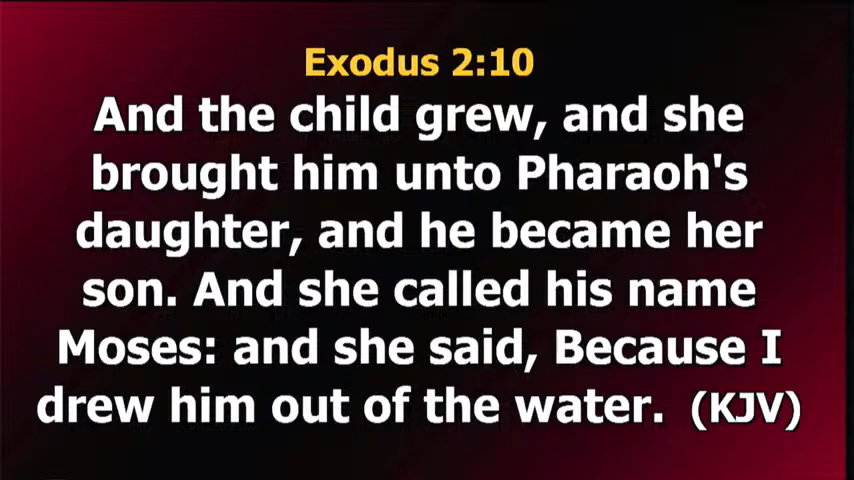 Exodus 2:10
And the child grew, and she
brought him unto Pharaoh's
daughter, and he became her
son. And she called his name
Moses: and she said, Because I
drew him out of the water. (KJV)